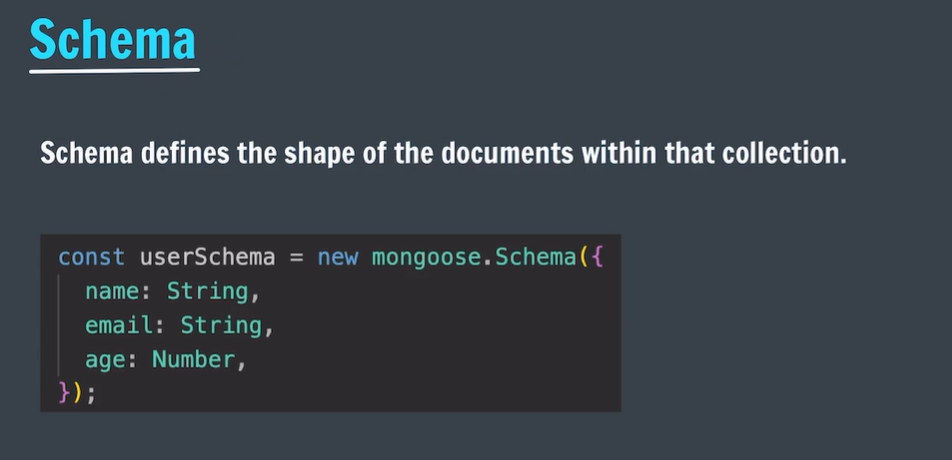 Schema
Schema defines the shape of the documents within that collection.
const userSchema = new mongoose.Schema({
  name: String,
  email: String,
  age: Number,
});